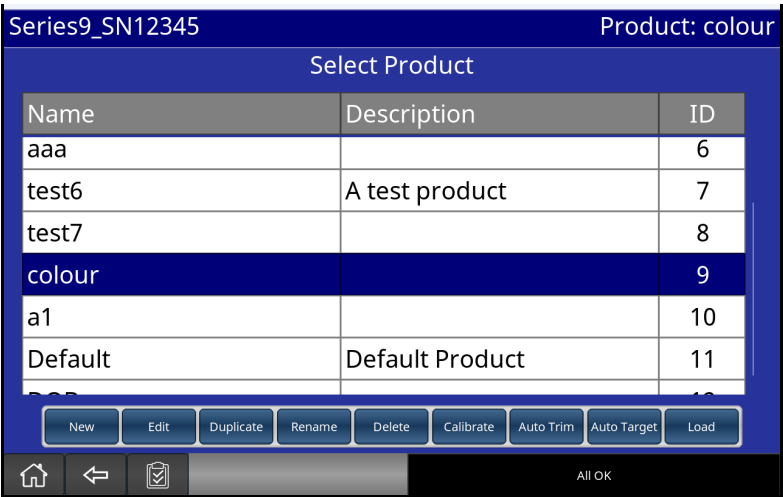 Series9_SN12345 Product: colour
Select Product
Name Description ID
aaa 6
test6 A test product 7
test7 8
colour 9
a1 10
Default Default Product 11
New Edit Duplicate Rename Delete Calibrate Auto Trim Auto Target Load
All OK